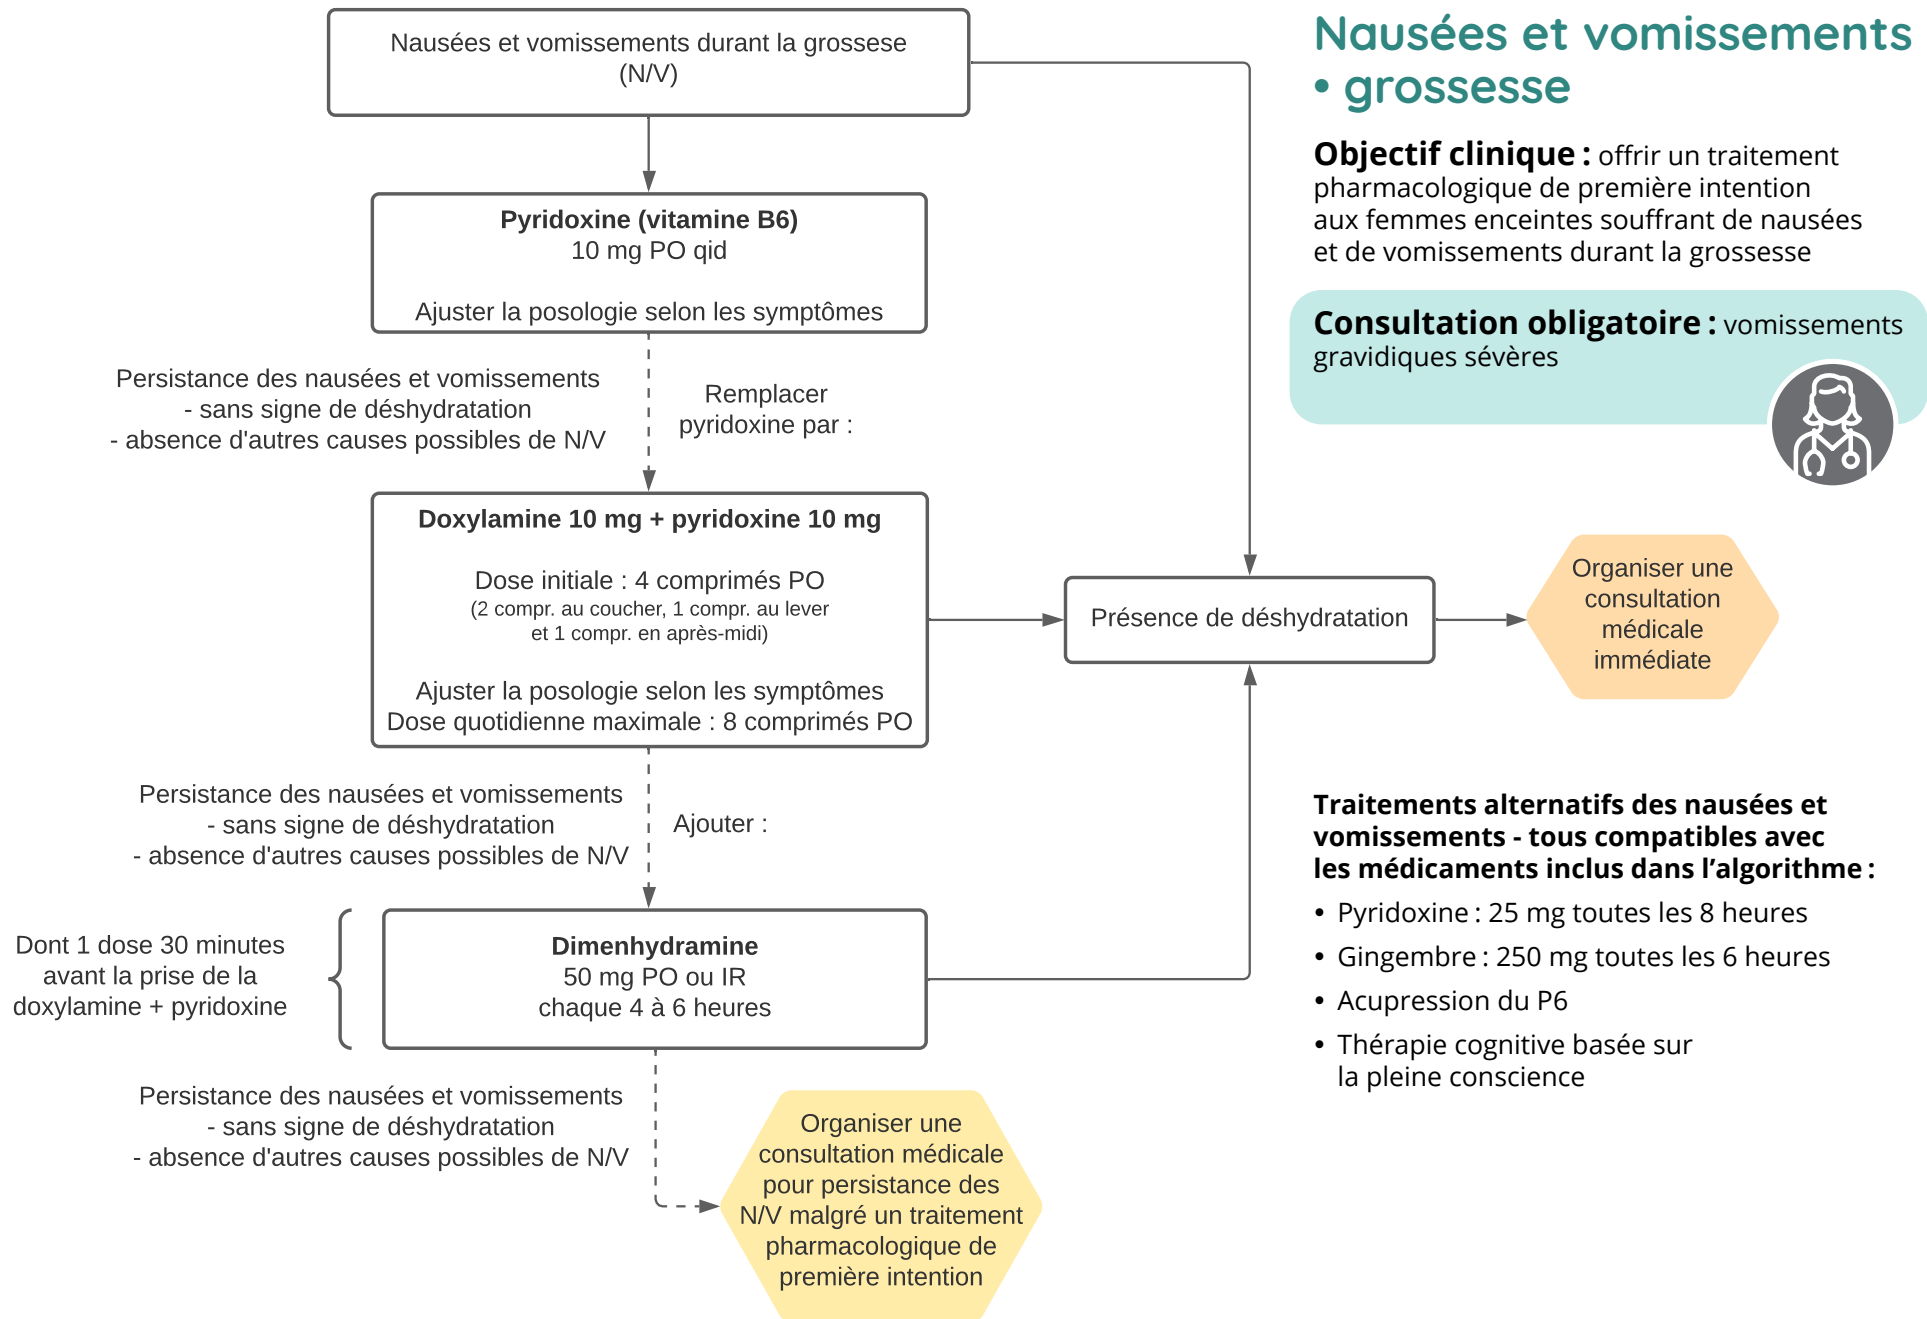 Nausées et vomissements
• grossesse
Objectif clinique : offrir un traitement
pharmacologique de première intention
aux femmes enceintes souffrant de nausées
et de vomissements durant la grossesse
Consultation obligatoire : vomissements
gravidiques sévères
Nausées et vomissements durant la grossese
(N/V)
Pyridoxine (vitamine B6)
10 mg PO qid
Ajuster la posologie selon les symptômes
Persistance des nausées et vomissements
- sans signe de déshydratation
- absence d'autres causes possibles de N/V
Remplacer
pyridoxine par :
Doxylamine 10 mg + pyridoxine 10 mg
Dose initiale : 4 comprimés PO
(2 compr. au coucher, 1 compr. au lever
et 1 compr. en après-midi)
Ajuster la posologie selon les symptômes
Dose quotidienne maximale : 8 comprimés PO
Présence de déshydratation
Organiser une
consultation
médicale
immédiate
Persistance des nausées et vomissements
- sans signe de déshydratation
- absence d'autres causes possibles de N/V
Ajouter :
Dont 1 dose 30 minutes
avant la prise de la
doxylamine + pyridoxine
Dimenhydramine
50 mg PO ou IR
chaque 4 à 6 heures
Persistance des nausées et vomissements
- sans signe de déshydratation
- absence d'autres causes possibles de N/V
Organiser une
consultation médicale
pour persistance des
N/V malgré un traitement
pharmacologique de
première intention
Traitements alternatifs des nausées et
vomissements - tous compatibles avec
les médicaments inclus dans l’algorithme :
• Pyridoxine : 25 mg toutes les 8 heures
• Gingembre : 250 mg toutes les 6 heures
• Acupression du P6
• Thérapie cognitive basée sur
la pleine conscience